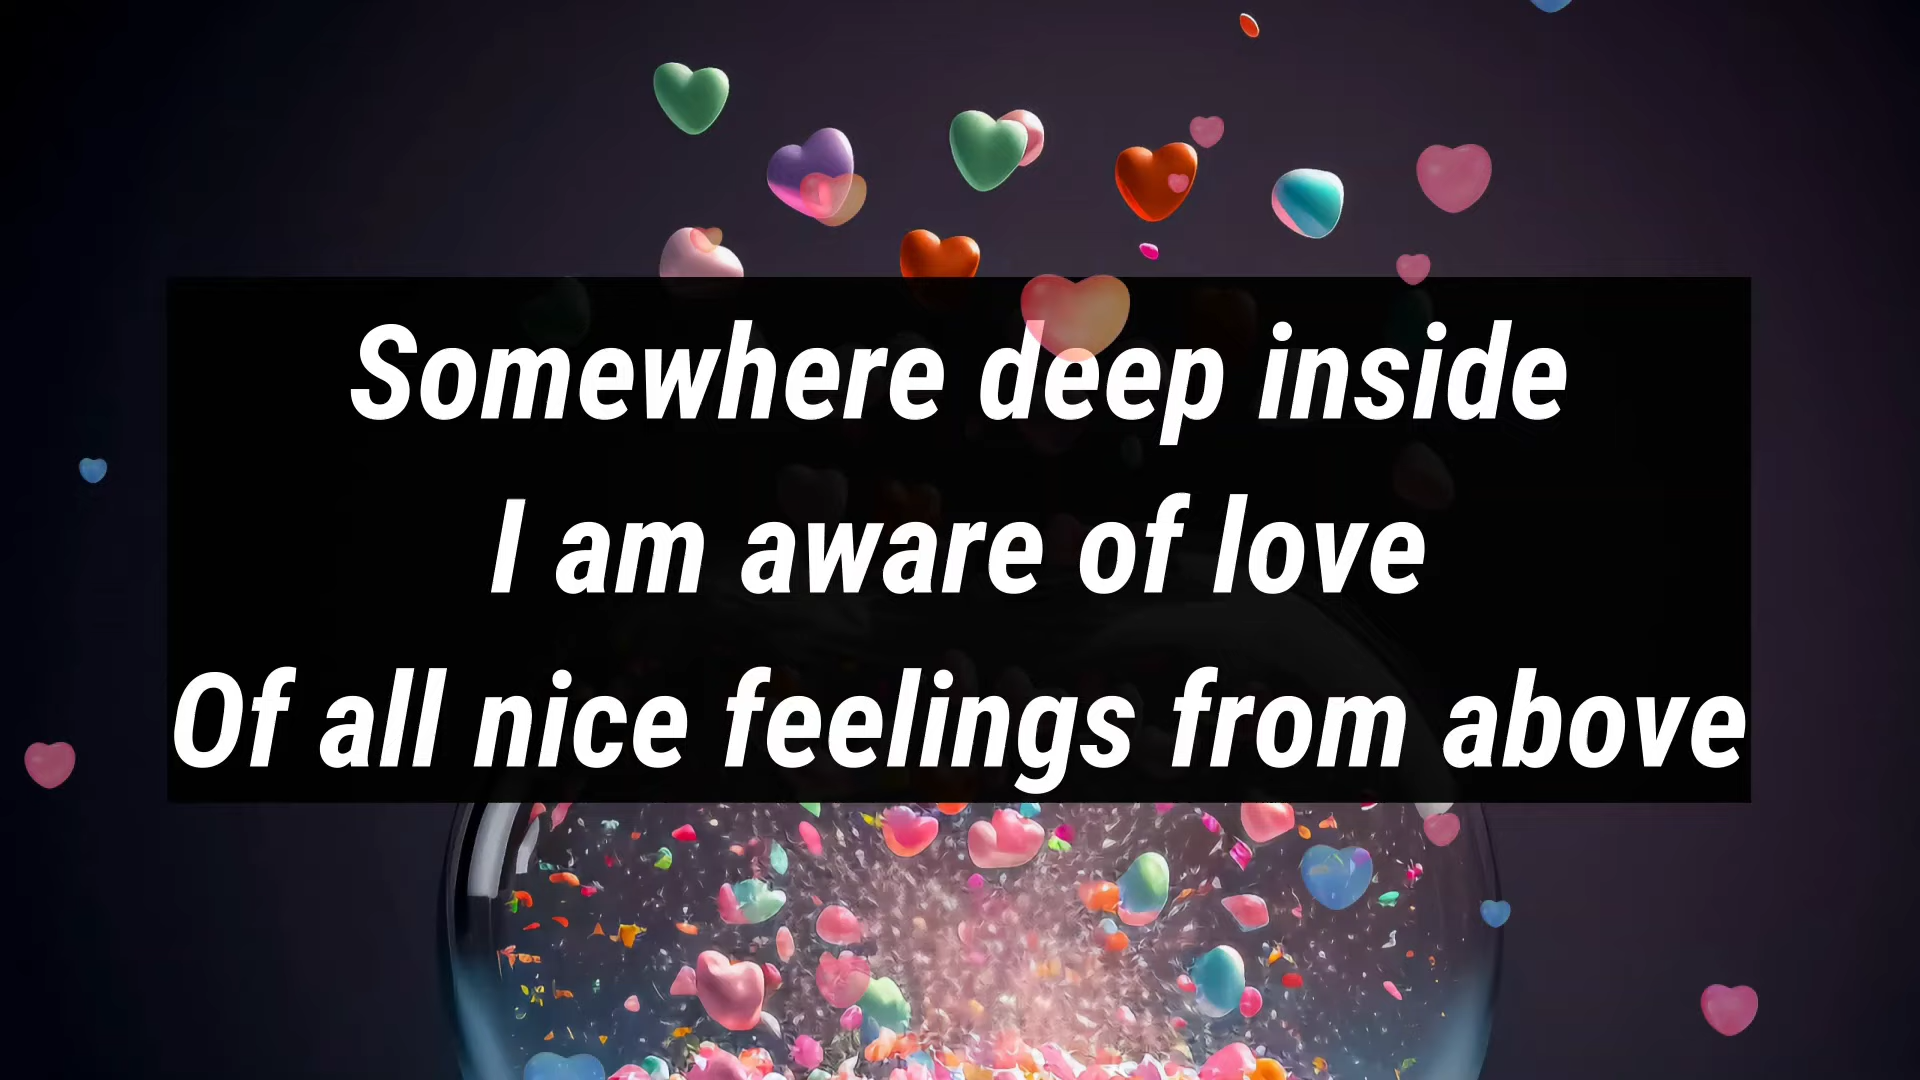 Somewhere deep inside
I am aware of love
Of all nice feelings from above